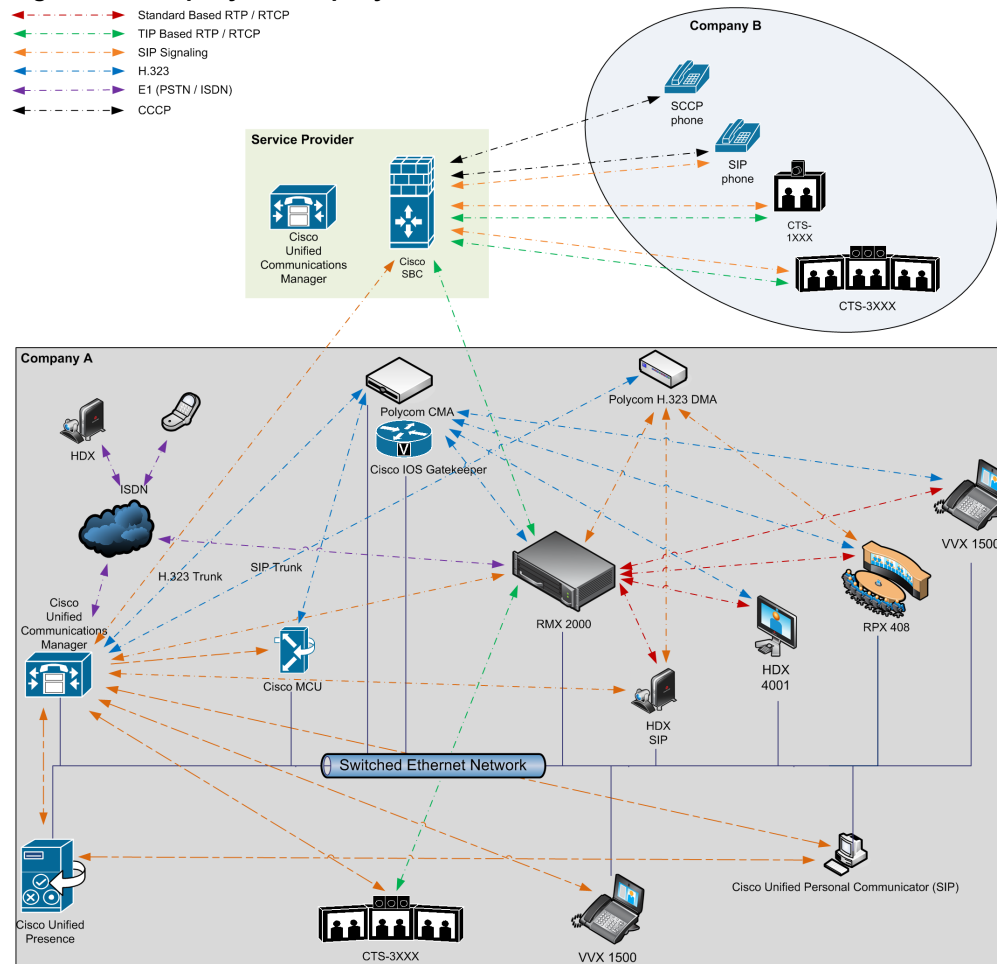 Standard Based RTP / RTCP
TIP Based RTP / RTCP
SIP Signaling
H.323
E1 (PSTN / ISDN)
CCCP
Company B
SCCP
phone
SIP
phone
CTS-
1XXX
CTS-3XXX
Service Provider
Cisco
Unified
Communications
Manager
Cisco
SBC
Company A
HDX
ISDN
Polycom CMA
Cisco IOS Gatekeeper
V
Polycom H.323 DMA
VVX 1500
H.323 Trunk
SIP Trunk
Cisco
Unified
Communications
Manager
Cisco MCU
RMX 2000
RPX 408
HDX
4001
HDX
SIP
Switched Ethernet Network
Cisco Unified
Presence
CTS-3XXX
VVX 1500
Cisco Unified Personal Communicator (SIP)